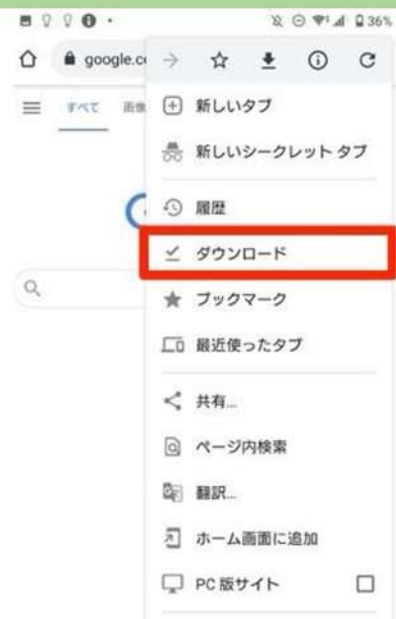 36%
google.co
すべて 画像
新しいタブ
新しいシークレット タブ
履歴
ダウンロード
ブックマーク
最近使ったタブ
共有...
ページ内検索
翻訳...
ホーム画面に追加
PC 版サイト